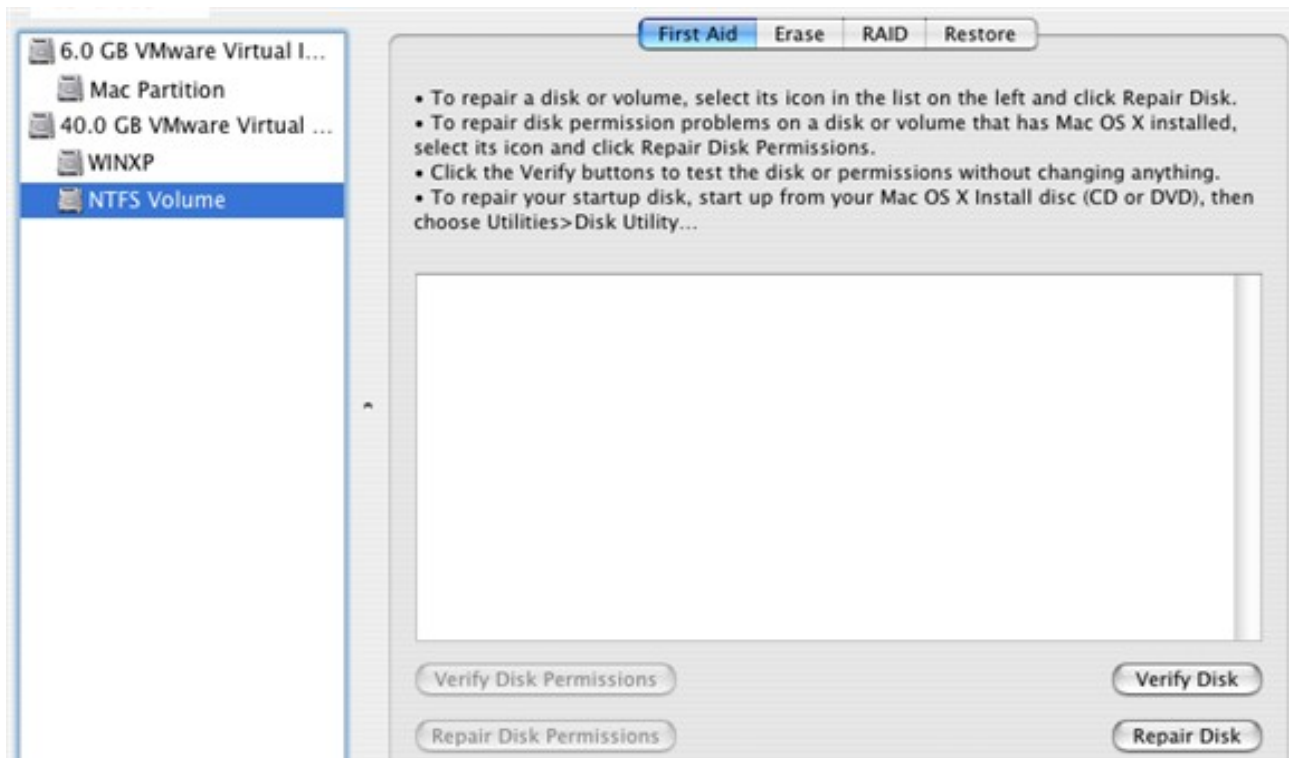 6.0 GB VMware Virtual I...
Mac Partition
40.0 GB VMware Virtual ...
WINXP
NTFS Volume
First Aid
Erase
RAID
Restore
• To repair a disk or volume, select its icon in the list on the left and click Repair Disk.
• To repair disk permission problems on a disk or volume that has Mac OS X installed,
select its icon and click Repair Disk Permissions.
• Click the Verify buttons to test the disk or permissions without changing anything.
• To repair your startup disk, start up from your Mac OS X Install disc (CD or DVD), then
choose Utilities>Disk Utility...
Verify Disk Permissions
Verify Disk
Repair Disk Permissions
Repair Disk